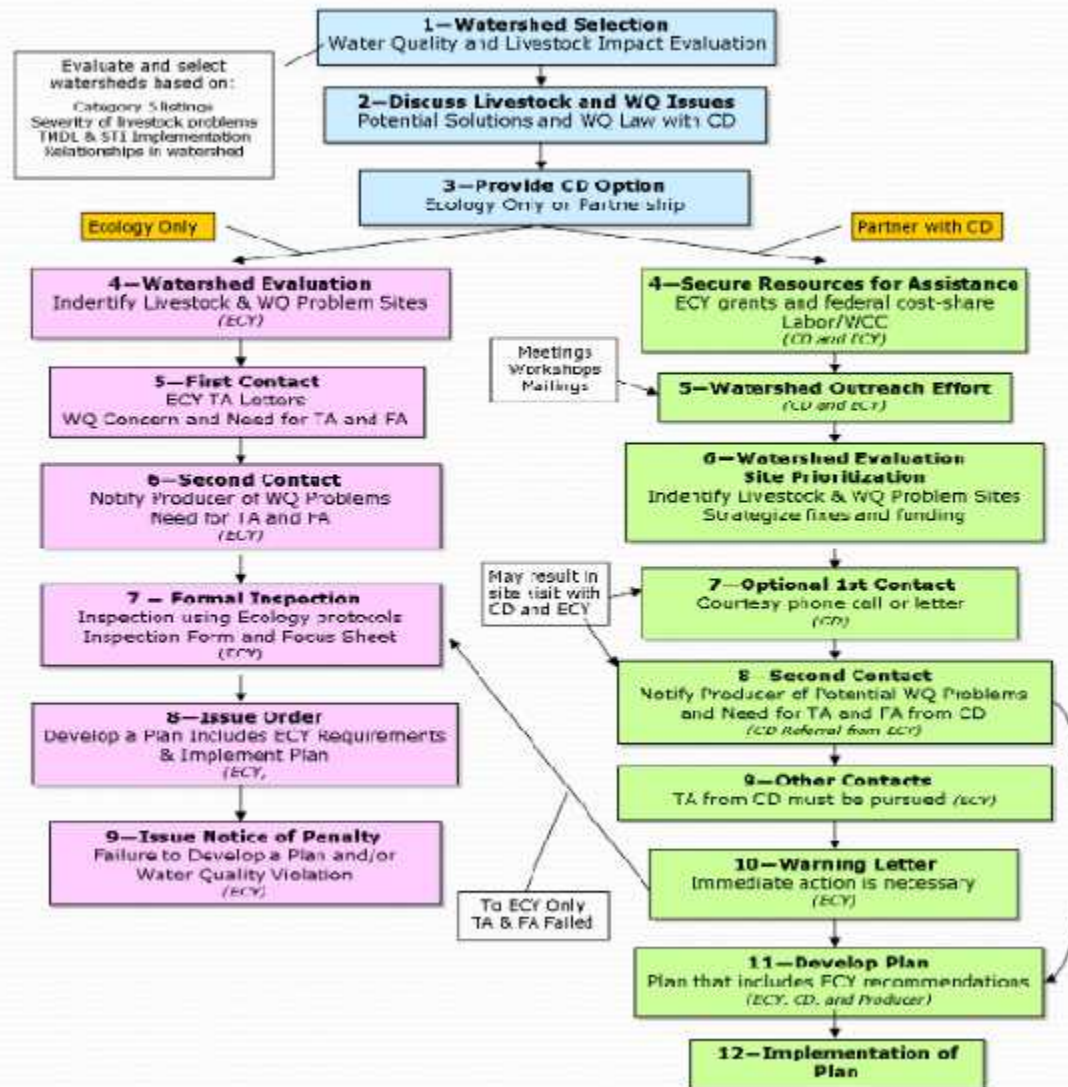 1—Watershed Selection
Water Quality and Livestock Impact Evaluation
Evaluate and select
watersheds based on:
Category 5 listings
Severity of livestock problems
TMDL & STI Implementation
Relationships in watershed
2—Discuss Livestock and WQ Issues
Potential Solutions and WQ Law with CD
3—Provide CD Option
Ecology Only or Partnership
Ecology Only
Partner with CD
4—Watershed Evaluation
Indentify Livestock & WQ Problem Sites
(ECY)
5—First Contact
ECY TA Letters
WQ Concern and Need for TA and FA
6—Second Contact
Notify Producer of WQ Problems
Need for TA and FA
(ECY)
7 – Formal Inspection
Inspection using Ecology protocols
Inspection Form and Focus Sheet
(ECY)
8—Issue Order
Develop a Plan Includes ECY Requirements
& Implement Plan
(ECY)
9—Issue Notice of Penalty
Failure to Develop a Plan and/or
Water Quality Violation
(ECY)
4—Secure Resources for Assistance
ECY grants and federal cost-share
Labor/WCC
(CD and ECY)
Meetings
Workshops
Mailings
5—Watershed Outreach Effort
(CD and ECY)
6—Watershed Evaluation
Site Prioritization
Indentify Livestock & WQ Problem Sites
Strategize fixes and funding
May result in
site visit with
CD and ECY
7—Optional 1st Contact
Courtesy phone call or letter
(CD)
8—Second Contact
Notify Producer of Potential WQ Problems
and Need for TA and FA from CD
(CD Referral from ECY)
9—Other Contacts
TA from CD must be pursued (ECY)
10—Warning Letter
Immediate action is necessary
(ECY)
To ECY Only
TA & FA Failed
11—Develop Plan
Plan that includes ECY recommendations
(ECY, CD, and Producer)
12—Implementation of
Plan